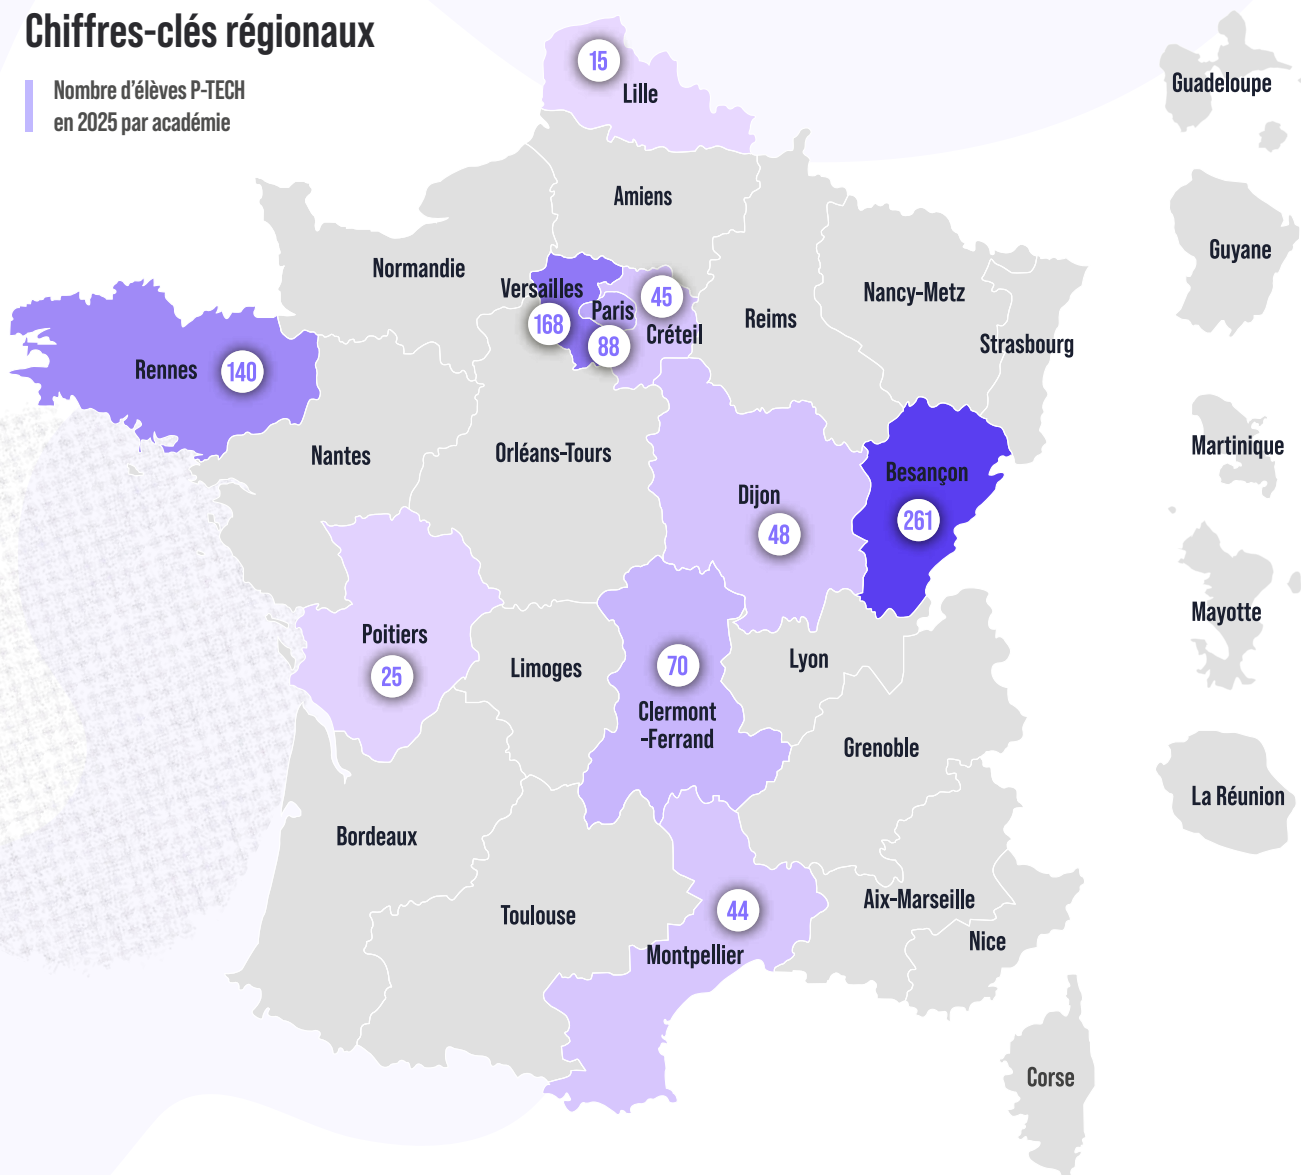 Chiffres-clés régionaux
Nombre d'élèves P-TECH
en 2025 par académie
15
Lille
Guadeloupe
Amiens
Guyane
Normandie
Versailles
168
Paris
88
45
Créteil
Reims
Nancy-Metz
Strasbourg
Rennes
140
Nantes
Orléans-Tours
Dijon
48
Besançon
261
Martinique
Mayotte
Poitiers
25
Limoges
70
Clermont
-Ferrand
Lyon
Grenoble
La Réunion
Bordeaux
Toulouse
44
Montpellier
Aix-Marseille
Nice
Corse